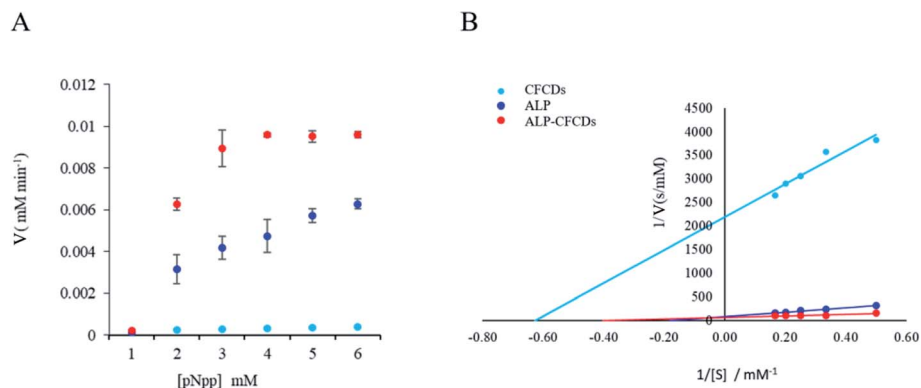 A
B
V( mM min-1)
0.012
0.01
0.008
0.006
0.004
0.002
0
1 2 3 4 5 6
[pNpp] mM
CFCDs
ALP
ALP-CFCDs
1/V(s/mM)
4500
4000
3500
3000
2500
2000
1500
1000
500
0
-0.80 -0.60 -0.40 -0.20 0.00 0.20 0.40 0.60
1/[S] / mM-1